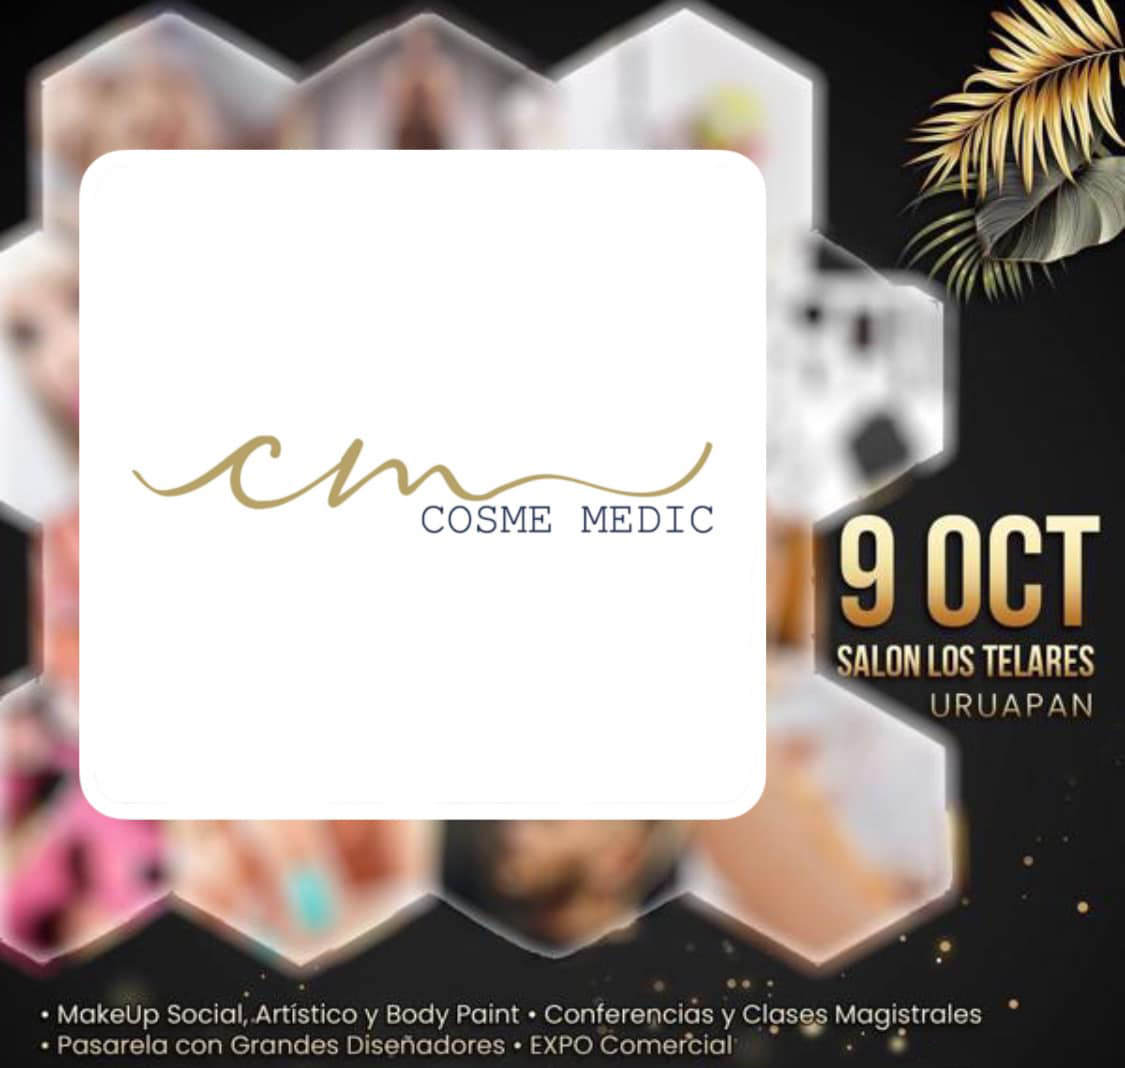 cm
COSME MEDIC
9 OCT
SALON LOS TELARES
URUAPAN
• MakeUp Social, Artístico y Body Paint • Conferencias y Clases Magistrales
• Pasarela con Grandes Diseñadores • EXPO Comercial